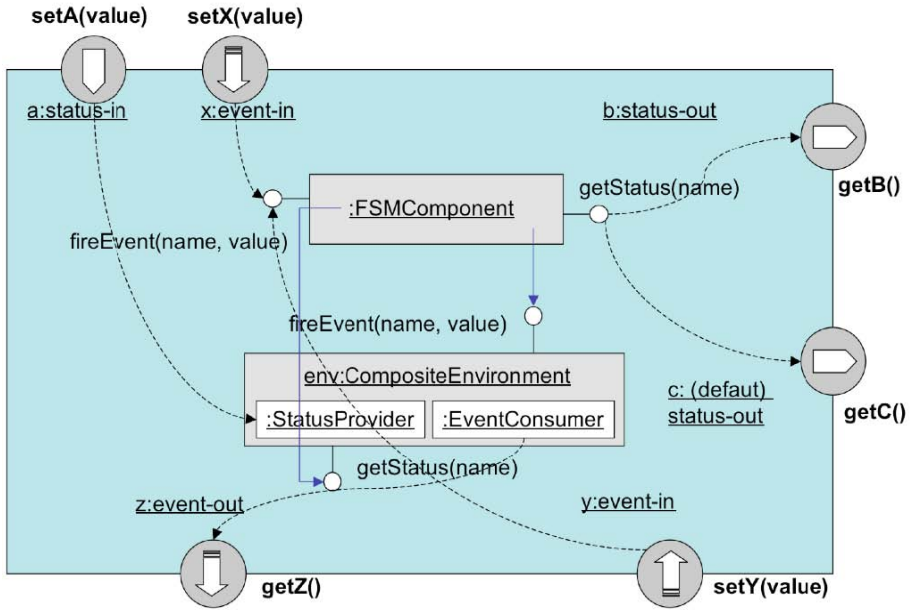 setA(value)
setX(value)
a:status-in
x:event-in
b:status-out
getB()
getStatus(name)
:FSMComponent
fireEvent(name, value)
fireEvent(name, value)
env:CompositeEnvironment
:StatusProvider
:EventConsumer
c: (defaut)
status-out
getC()
getStatus(name)
z:event-out
y:event-in
getZ()
setY(value)